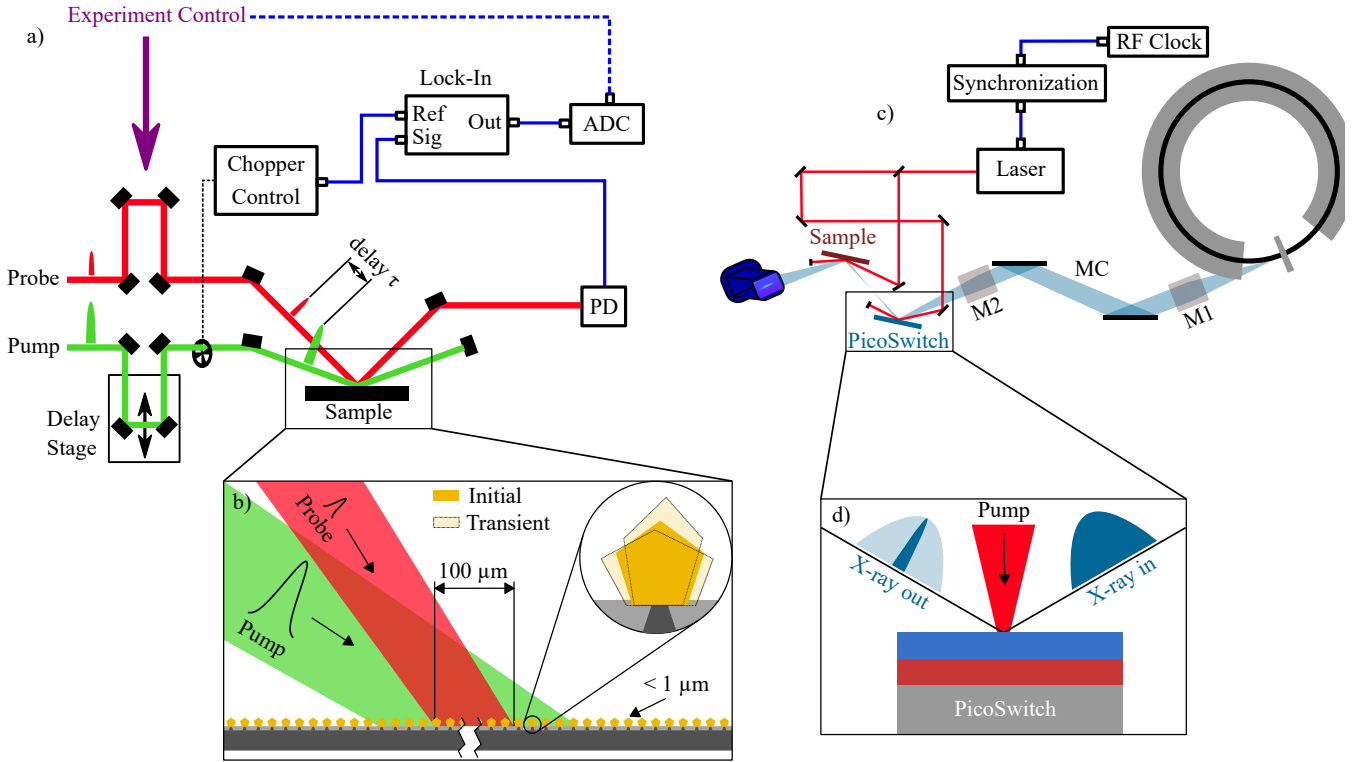 Experiment Control
a)
Lock-In
Ref
Sig
Out
ADC
Chopper
Control
Probe
delay τ
PD
Pump
Sample
Delay
Stage
b)
Probe
Initial
Transient
100 µm
Pump
< 1 µm
c)
RF Clock
Synchronization
Laser
Sample
MC
M2
M1
PicoSwitch
d)
Pump
X-ray out
X-ray in
PicoSwitch